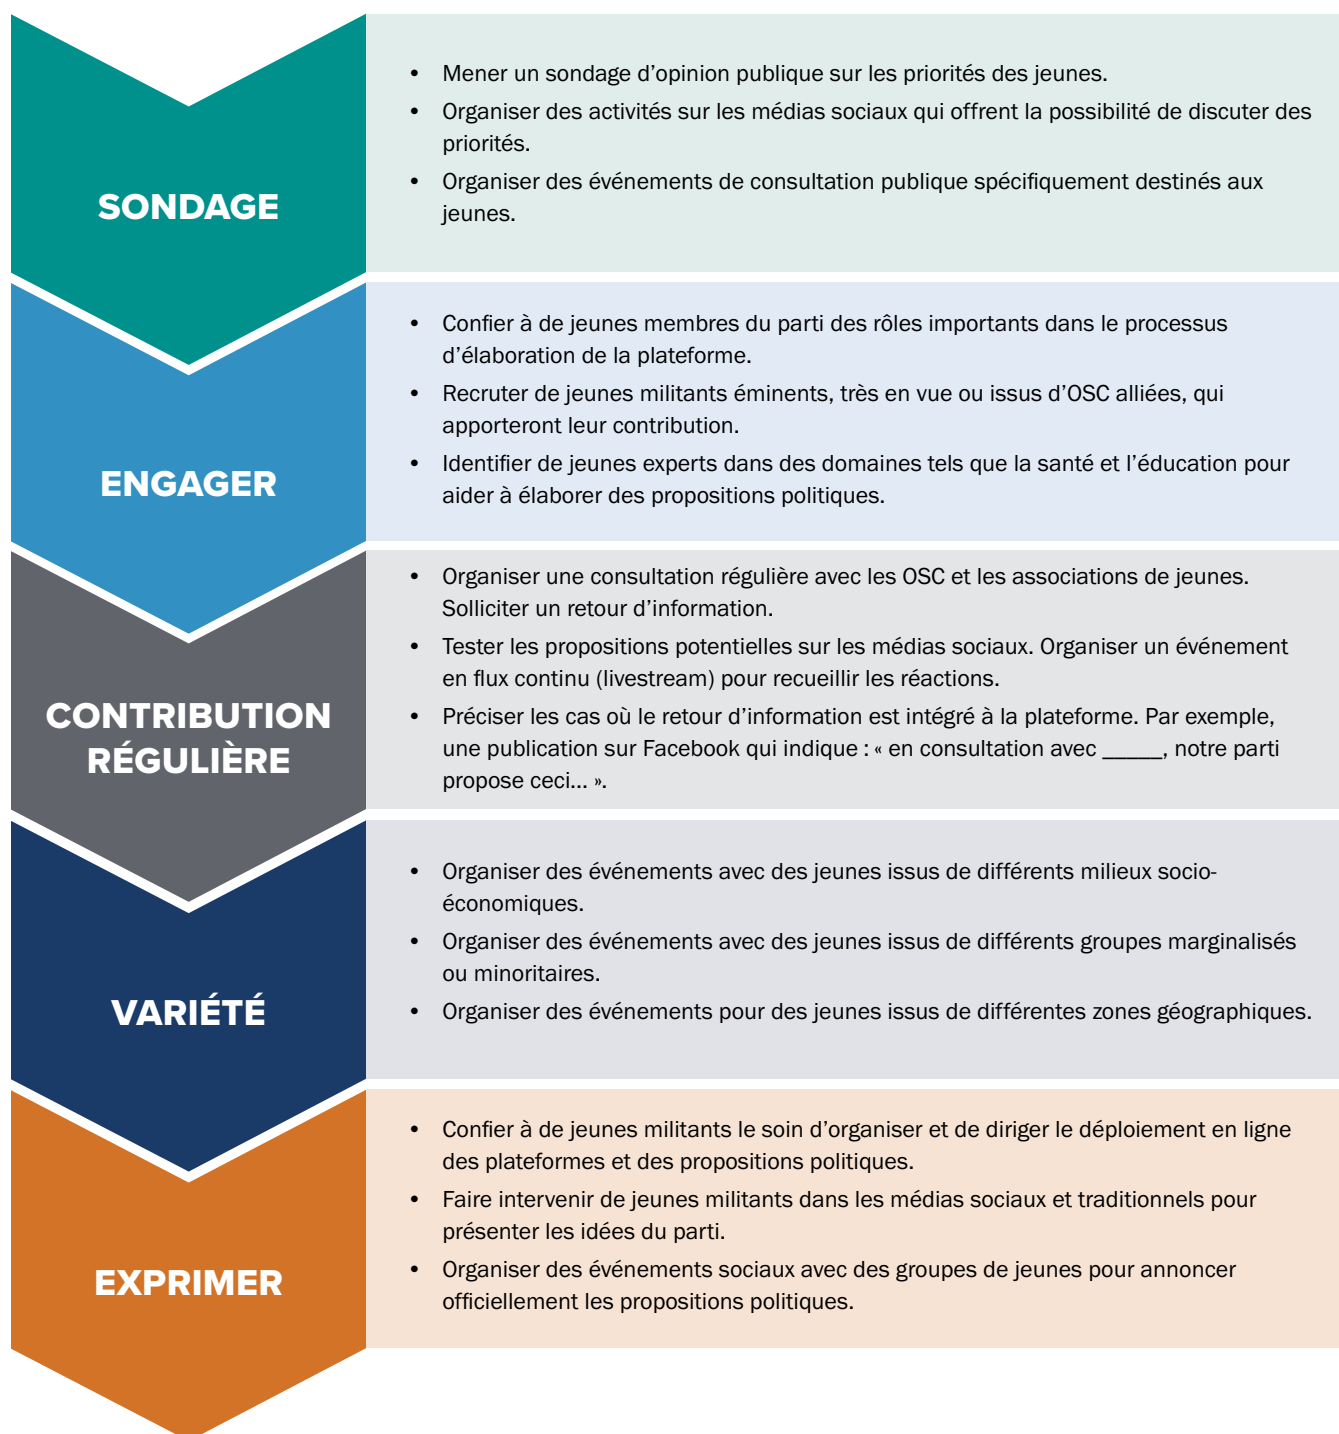 SONDAGE
• Mener un sondage d’opinion publique sur les priorités des jeunes.
• Organiser des activités sur les médias sociaux qui offrent la possibilité de discuter des
priorités.
• Organiser des événements de consultation publique spécifiquement destinés aux
jeunes.
ENGAGER
• Confier à de jeunes membres du parti des rôles importants dans le processus
d’élaboration de la plateforme.
• Recruter de jeunes militants éminents, très en vue ou issus d’OSC alliées, qui
apporteront leur contribution.
• Identifier de jeunes experts dans des domaines tels que la santé et l’éducation pour
aider à élaborer des propositions politiques.
CONTRIBUTION
RÉGULIÈRE
• Organiser une consultation régulière avec les OSC et les associations de jeunes.
Solliciter un retour d’information.
• Tester les propositions potentielles sur les médias sociaux. Organiser un événement
en flux continu (livestream) pour recueillir les réactions.
• Préciser les cas où le retour d’information est intégré à la plateforme. Par exemple,
une publication sur Facebook qui indique : « en consultation avec _____, notre parti
propose ceci... ».
VARIÉTÉ
• Organiser des événements avec des jeunes issus de différents milieux socio-
économiques.
• Organiser des événements avec des jeunes issus de différents groupes marginalisés
ou minoritaires.
• Organiser des événements pour des jeunes issus de différentes zones géographiques.
EXPRIMER
• Confier à de jeunes militants le soin d’organiser et de diriger le déploiement en ligne
des plateformes et des propositions politiques.
• Faire intervenir de jeunes militants dans les médias sociaux et traditionnels pour
présenter les idées du parti.
• Organiser des événements sociaux avec des groupes de jeunes pour annoncer
officiellement les propositions politiques.